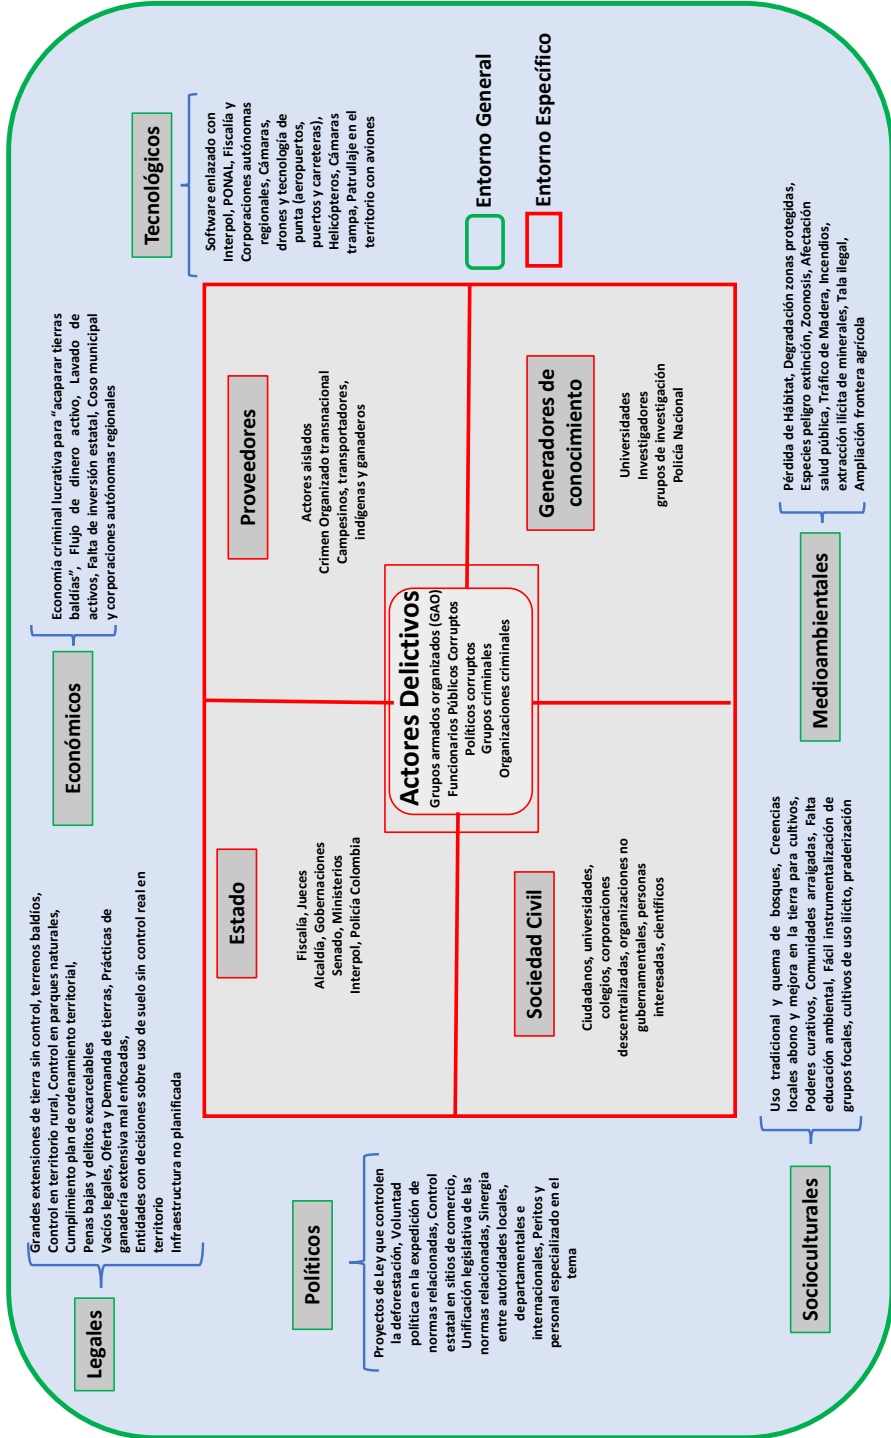 Legales
Grandes extensiones de tierra sin control, terrenos baldíos,
Control en territorio rural, Control en parques naturales,
Cumplimiento plan de ordenamiento territorial,
Penas bajas y delitos excarcelables
Vacíos legales, Oferta y Demanda de tierras, Prácticas de
ganadería extensiva mal enfocadas,
Entidades con decisiones sobre uso de suelo sin control real en
territorio
Infraestructura no planificada
Económicos
Economía criminal lucrativa para "acaparar tierras
baldías", Flujo de dinero activo, Lavado de
activos, Falta de inversión estatal, Coso municipal
y corporaciones autónomas regionales
Tecnológicos
Software enlazado con
Interpol, PONAL, Fiscalía y
Corporaciones autónomas
regionales, Cámaras,
drones y tecnología de
punta (aeropuertos,
puertos y carreteras),
Helicópteros, Cámaras
trampa, Patrullaje en el
territorio con aviones
Políticos
Proyectos de Ley que controlen
la deforestación, Voluntad
política en la expedición de
normas relacionadas, Control
estatal en sitios de comercio,
Unificación legislativa de las
normas relacionadas, Sinergia
entre autoridades locales,
departamentales e
internacionales, Peritos y
personal especializado en el
tema
Estado
Fiscalía, Jueces
Alcaldía, Gobernaciones
Senado, Ministerios
Interpol, Policía Colombia
Proveedores
Actores aislados
Crimen Organizado transnacional
Campesinos, transportadores,
indígenas y ganaderos
Actores Delictivos
Grupos armados organizados (GAO)
Funcionarios Públicos Corruptos
Políticos corruptos
Grupos criminales
Organizaciones criminales
Sociedad Civil
Ciudadanos, universidades,
colegios, corporaciones
descentralizadas, organizaciones no
gubernamentales, personas
interesadas, científicos
Generadores de
conocimiento
Universidades
Investigadores
grupos de investigación
Policía Nacional
Entorno General
Entorno Específico
Socioculturales
Uso tradicional y quema de bosques, Creencias
locales abono y mejora en la tierra para cultivos,
Poderes curativos, Comunidades arraigadas, Falta
educación ambiental, Fácil instrumentalización de
grupos focales, cultivos de uso ilícito, praderización
Medioambientales
Pérdida de Hábitat, Degradación zonas protegidas,
Especies peligro extinción, Zoonosis, Afectación
salud pública, Tráfico de Madera, Incendios,
extracción ilícita de minerales, Tala ilegal,
Ampliación frontera agrícola